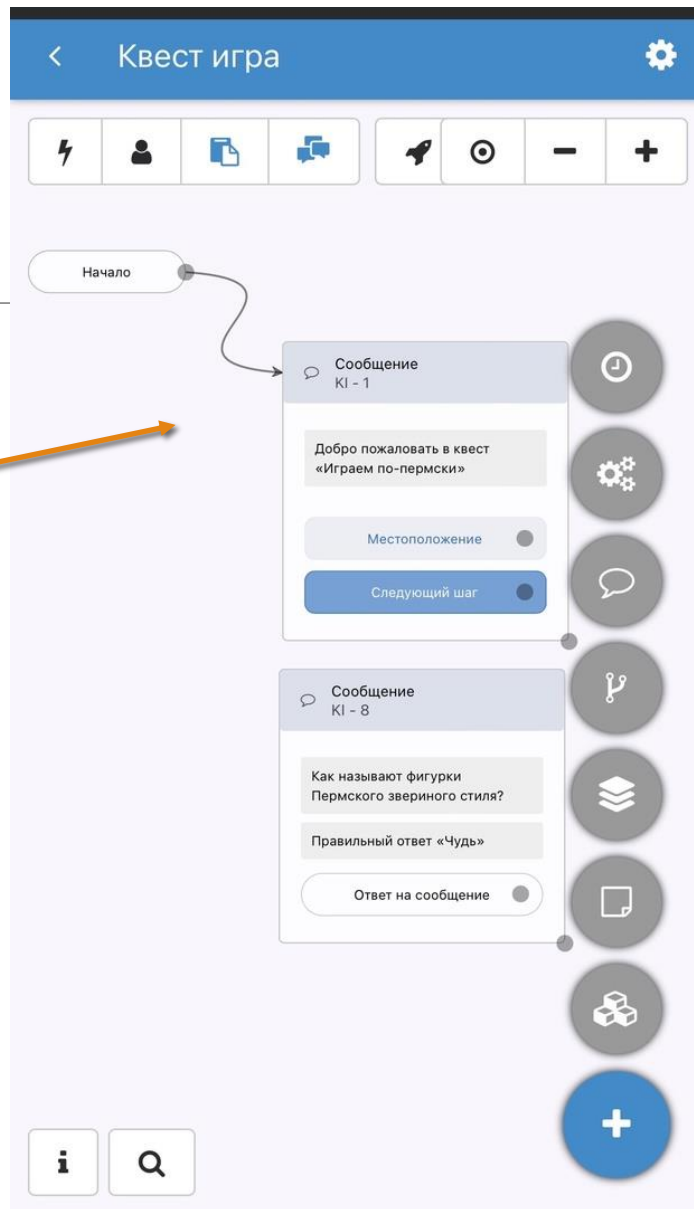 Квест игра
Начало
Сообщение
KI - 1
Добро пожаловать в квест
«Играем по-пермски»
Местоположение
Следующий шаг
Сообщение
KI - 8
Как называют фигурки
Пермского звериного стиля?
Правильный ответ «Чудь»
Ответ на сообщение